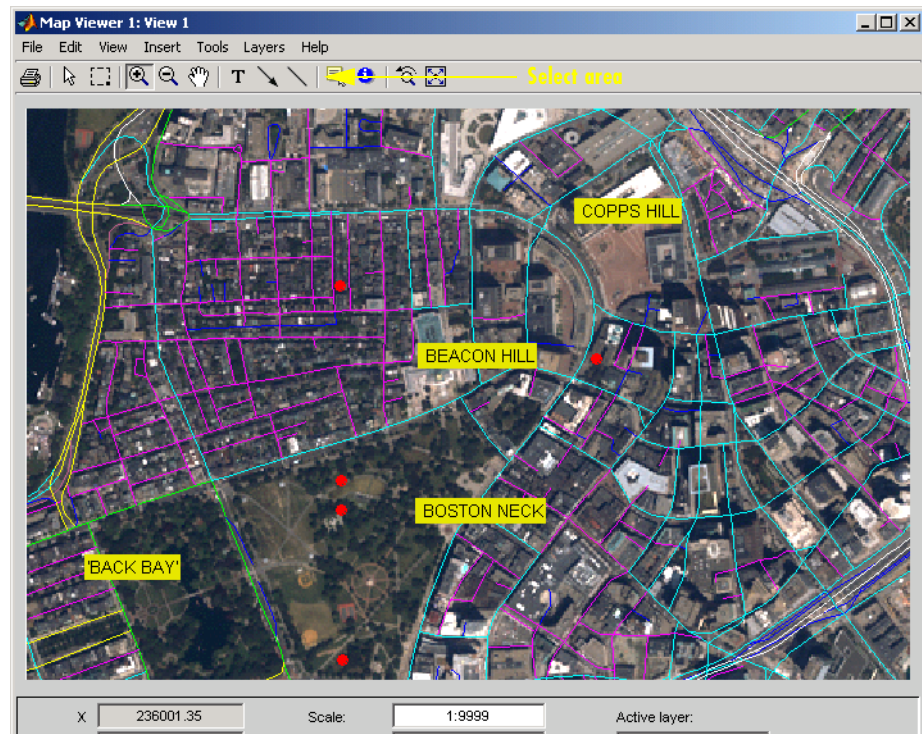 Map Viewer 1: View 1
File Edit View Insert Tools Layers Help
T Select area
COPPS HILL
BEACON HILL
BOSTON NECK
'BACK BAY'
X 236001.35 Scale: 1:9999 Active layer: